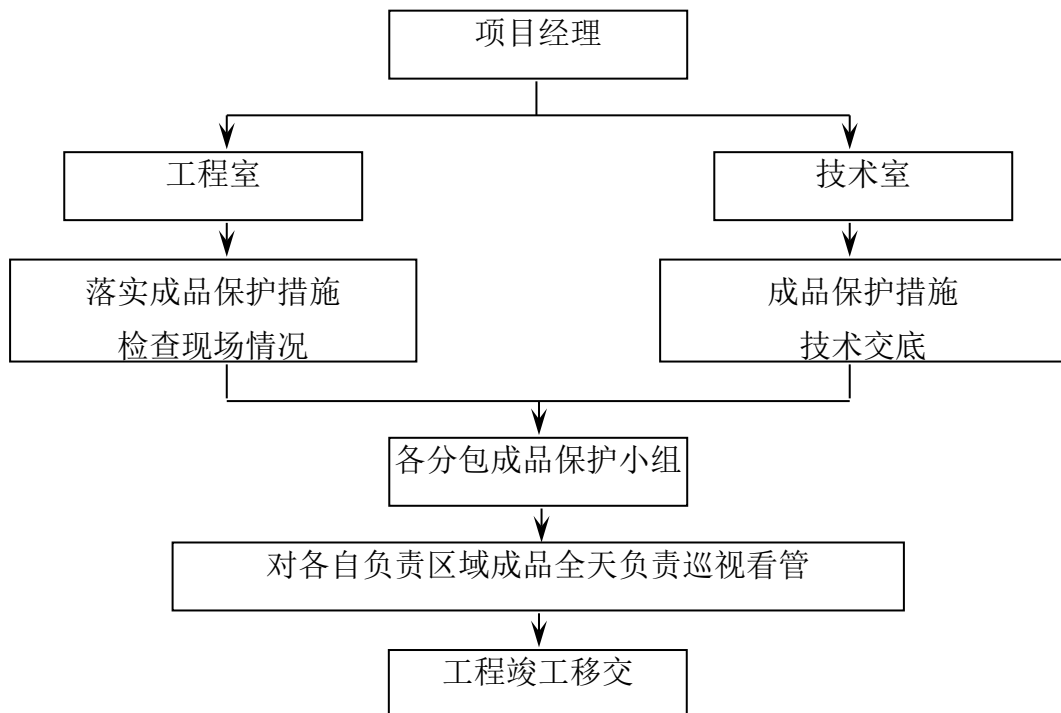 项目经理
工程室
技术室
落实成品保护措施
检查现场情况
成品保护措施
技术交底
各分包成品保护小组
对各自负责区域成品全天负责巡视看管
工程竣工移交